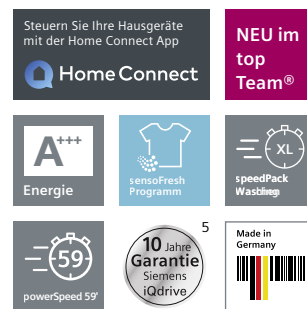 Steuern Sie Ihre Hausgeräte
mit der Home Connect App
Home Connect
NEU im
top
Team®
A+++
Energie
sensoFresh
Programm
XL
speedPack
59
powerSpeed 59'
5
10 Jahre
Garantie
Siemens
iQdrive
Made in
Germany